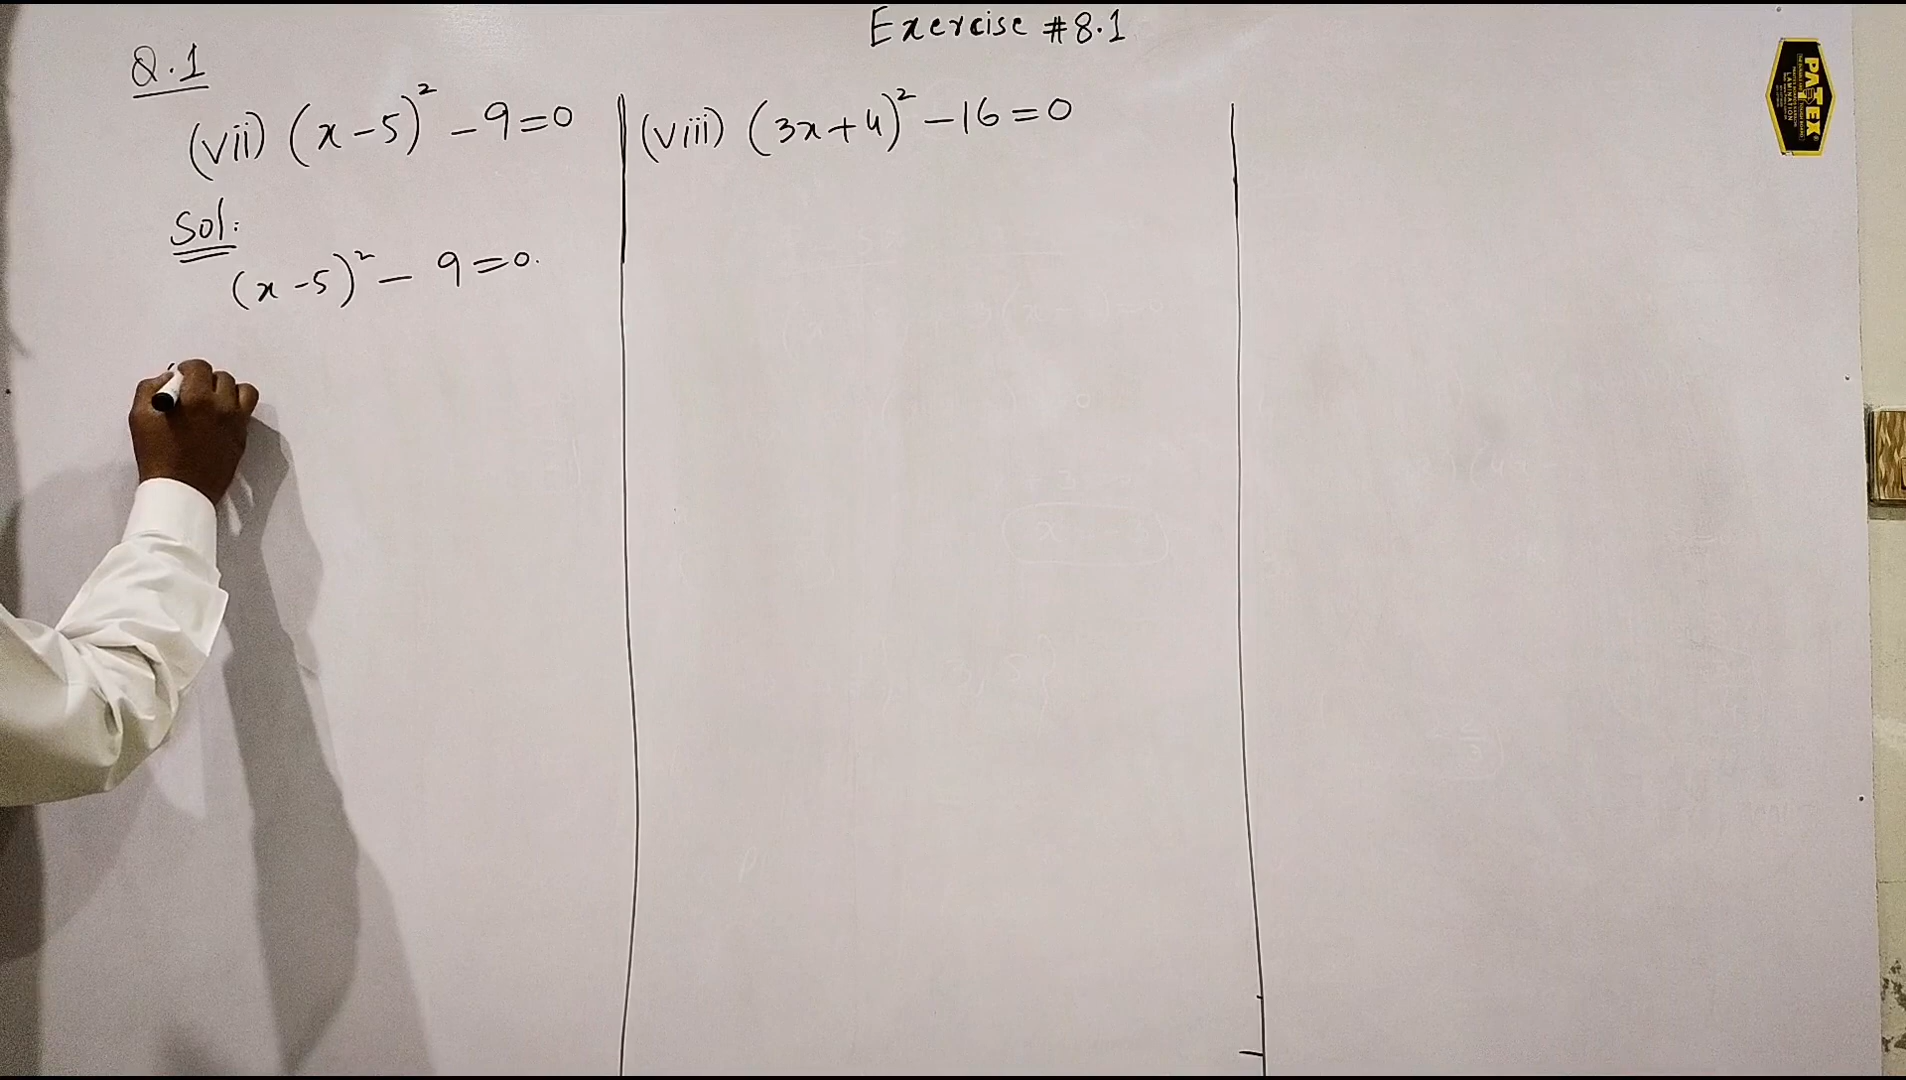 Exercise #8.1
Q.1
(vii) (x-5)² - 9=0
(viii) (3x+4)² -16=0
Sol:
(x-5)² - 9=0.
PATEX
LAMINATION